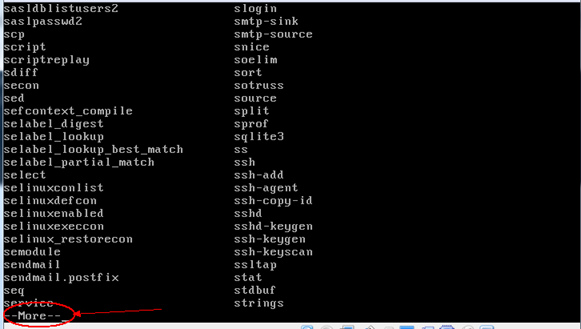 sasldblistusers2 slogin
saslpasswd2 smtp-sink
scp smtp-source
script snice
scriptreplay soelim
sdiff sort
secon sotruss
sed source
sefcontext_compile split
selabel_digest sprof
selabel_lookup sqlite3
selabel_lookup_best_match ss
selabel_partial_match ssh
select ssh-add
selinuxconlist ssh-agent
selinuxdefcon ssh-copy-id
selinuxenabled sshd
selinuxexeccon sshd-keygen
selinux_restorecon ssh-keygen
semodule ssh-keyscan
sendmail ssltap
sendmail.postfix stat
seq stdbuf
service strings
--More--_